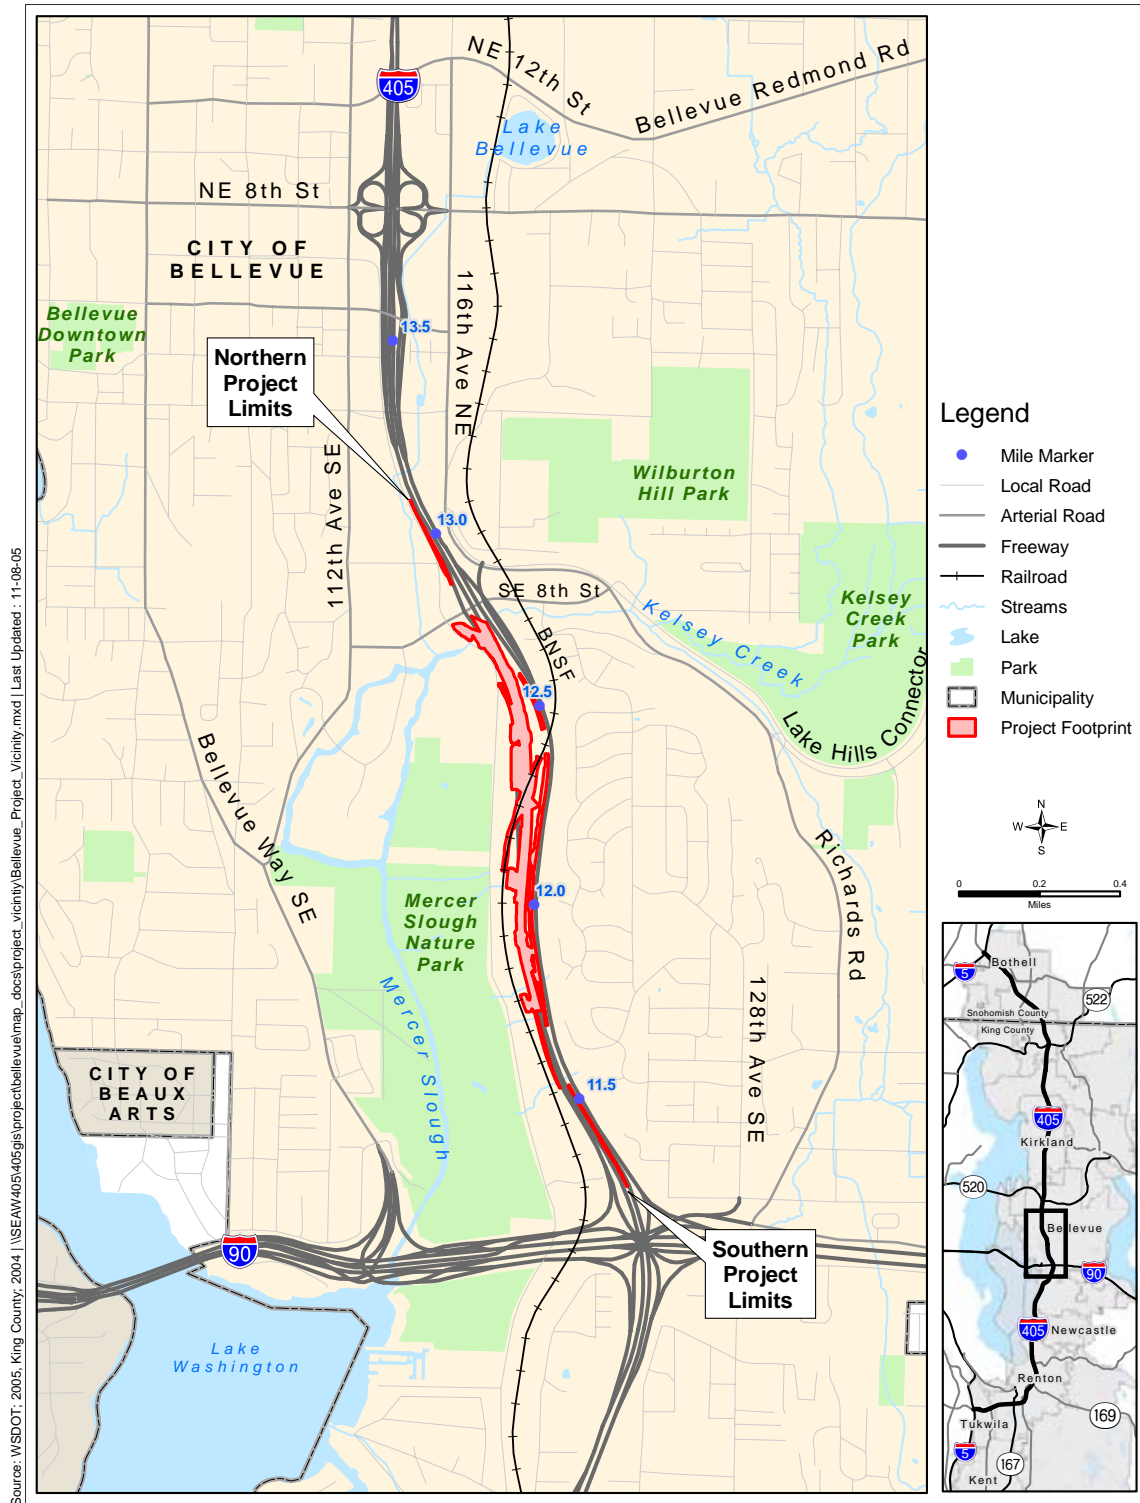 NE 12th St
Bellevue Redmond Rd
405
Lake
Bellevue
NE 8th St
CITY OF
BELLEVUE
116th Ave NE
Bellevue
Downtown
Park
13.5
Northern
Project
Limits
112th Ave SE
Wilburton
Hill Park
13.0
SE 8th St
Kelsey
Creek
Park
Kelsey Creek
BNSF
12.5
Lake Hills Connector
Bellevue Way SE
Richards Rd
12.0
Mercer
Slough
Nature
Park
Mercer Slough
128th Ave SE
11.5
CITY OF
BEAUX
ARTS
90
Southern
Project
Limits
Lake
Washington
Legend
Mile Marker
Local Road
Arterial Road
Freeway
Railroad
Streams
Lake
Park
Municipality
Project Footprint
N
W E
S
0 0.2 0.4
Miles
5
Bothell
522
Snohomish County
King County
405
Kirkland
520
Bellevue
90
405
Newcastle
Renton
169
Tukwila
5
167
Kent
Source: WSDOT; 2005, King County; 2004 | \\SEAW405\405gis\project\bellevue\map_docs\project_vicintiy\Bellevue_Project_Vicinity.mxd | Last Updated : 11-08-05